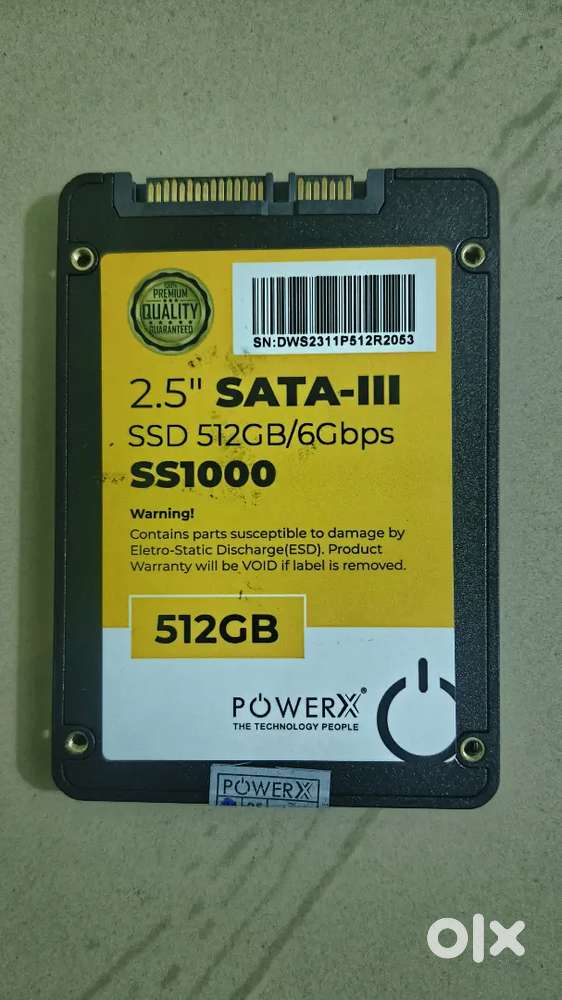 100%
PREMIUM
QUALITY
GUARANTEED
SN:DWS2311P512R2053
2.5" SATA-III
SSD 512GB/6Gbps
SS1000
Warning!
Contains parts susceptible to damage by
Eletro-Static Discharge(ESD). Product
Warranty will be VOID if label is removed.
512GB
POWERX®
THE TECHNOLOGY PEOPLE
POWERX
olx